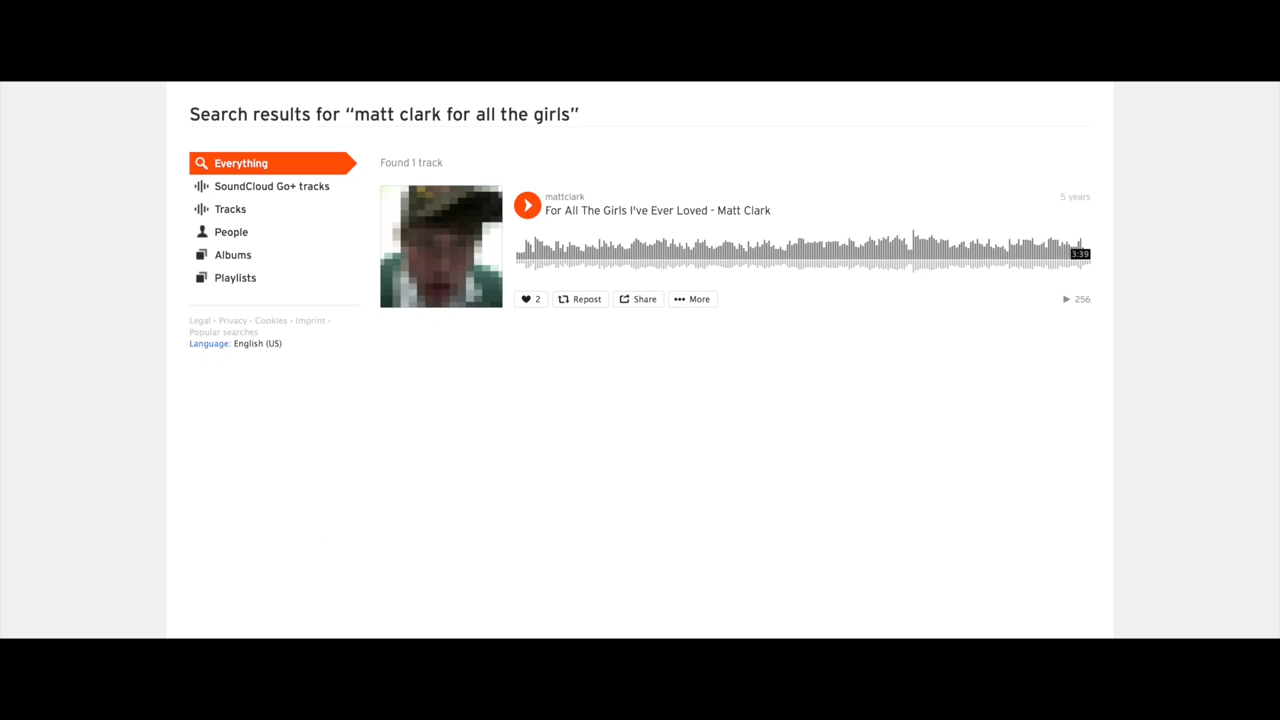 Search results for “matt clark for all the girls”
Everything
SoundCloud Go+ tracks
Tracks
People
Albums
Playlists
Legal - Privacy - Cookies - Imprint -
Popular searches
Language: English (US)
Found 1 track
mattclark
5 years
For All The Girls I've Ever Loved - Matt Clark
3:39
2 Repost Share More
256